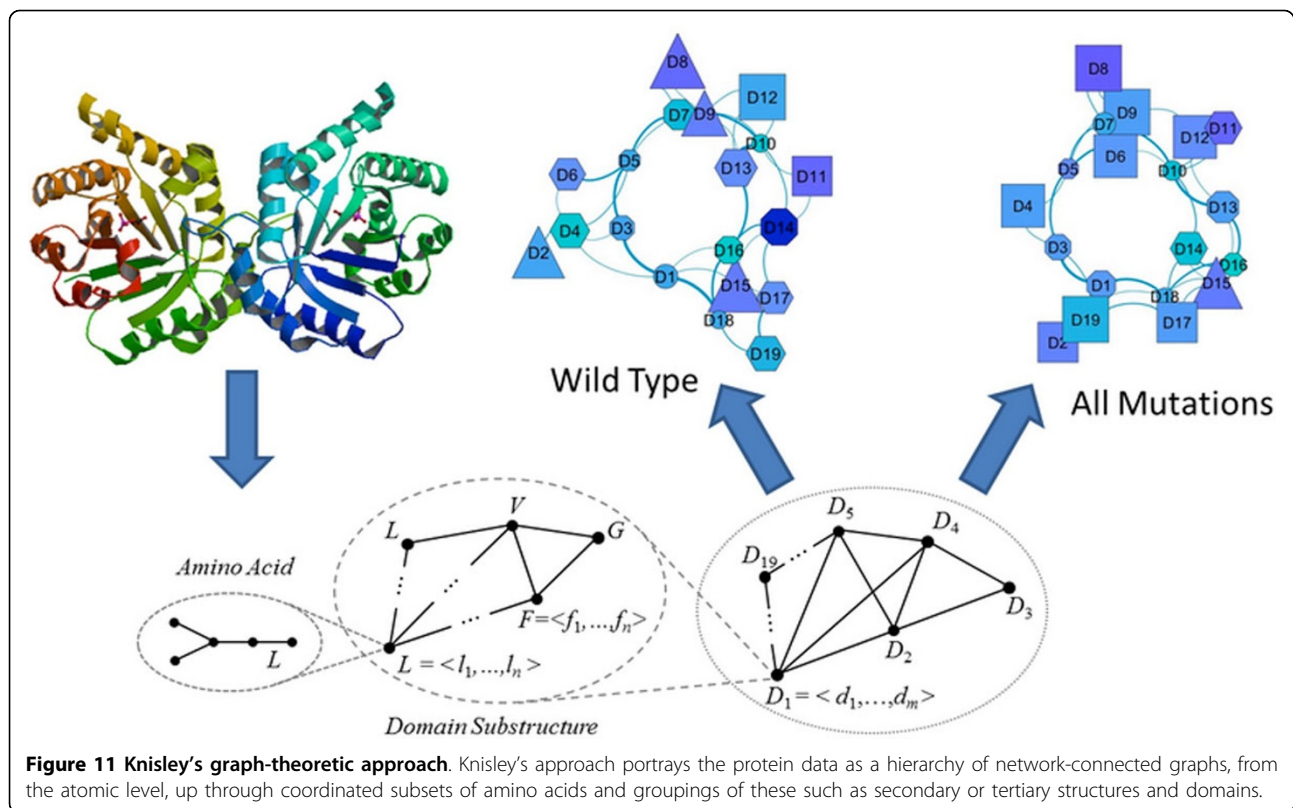 D8
D12
D7
D9
D10
D5
D13
D6
D11
D4
D3
D14
D2
D16
D1
D15
D17
D18
D19
Wild Type
D8
D9
D7
D11
D12
D6
D5
D10
D4
D13
D3
D14
D16
D1
D15
D18
D19
D17
D2
All Mutations
Amino Acid
L
L
V
G
F=<f1,...,fn>
L = <l1,...,ln>
Domain Substructure
D5
D4
D19
D3
D2
D1 = < d1,...,dm>
Figure 11 Knisley's graph-theoretic approach. Knisley's approach portrays the protein data as a hierarchy of network-connected graphs, from
the atomic level, up through coordinated subsets of amino acids and groupings of these such as secondary or tertiary structures and domains.